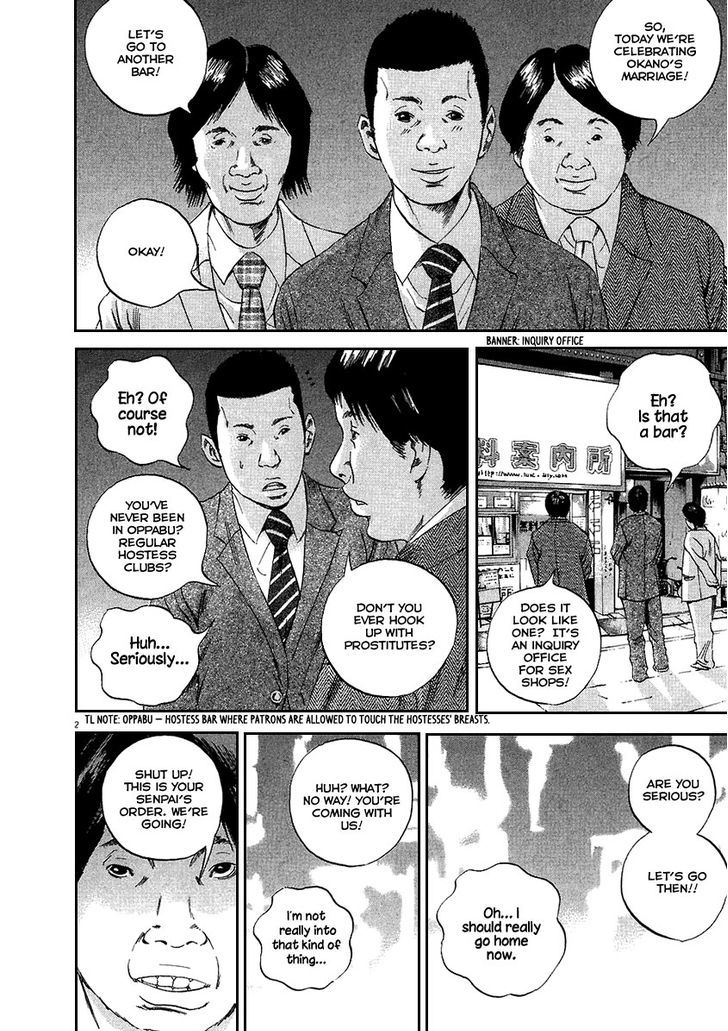 SO,
TODAY WE'RE
CELEBRATING
OKANO'S
MARRIAGE!
LET'S
GO TO
ANOTHER
BAR!
OKAY!
BANNER: INQUIRY OFFICE
Eh?
Is that
a bar?
料案内所
DOES IT
LOOK LIKE
ONE? IT'S
AN INQUIRY
OFFICE
FOR SEX
SHOPS!
Eh? Of
course
not!
DON'T YOU
EVER HOOK
UP WITH
PROSTITUTES?
YOU'VE
NEVER BEEN
IN OPPABU?
REGULAR
HOSTESS
CLUBS?
Huh...
Seriously...
TL NOTE: OPPABU – HOSTESS BAR WHERE PATRONS ARE ALLOWED TO TOUCH THE HOSTESSES' BREASTS.
2
ARE YOU
SERIOUS?
LET'S GO
THEN!!
Oh... I
should really
go home
now.
HUH? WHAT?
NO WAY! YOU'RE
COMING WITH
US!
I'm not
really into
that kind of
thing...
SHUT UP!
THIS IS YOUR
SENPAI'S
ORDER. WE'RE
GOING!